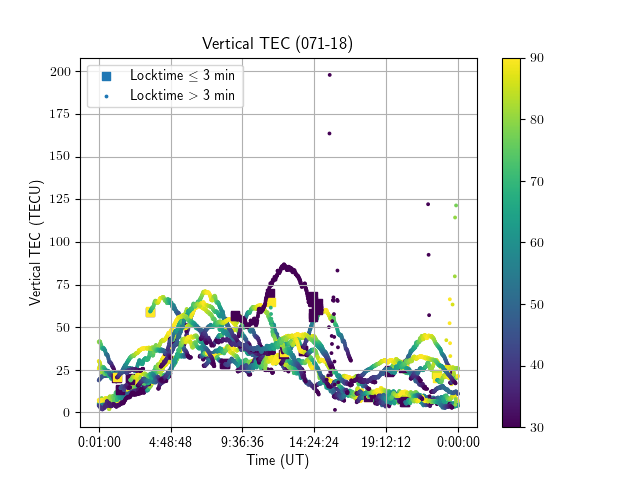 Vertical TEC (071-18)
Locktime ≤ 3 min
Locktime > 3 min
Vertical TEC (TECU)
200
175
150
125
100
75
50
25
0
0:01:00 4:48:48 9:36:36 14:24:24 19:12:12 0:00:00
Time (UT)
90
80
70
60
50
40
30